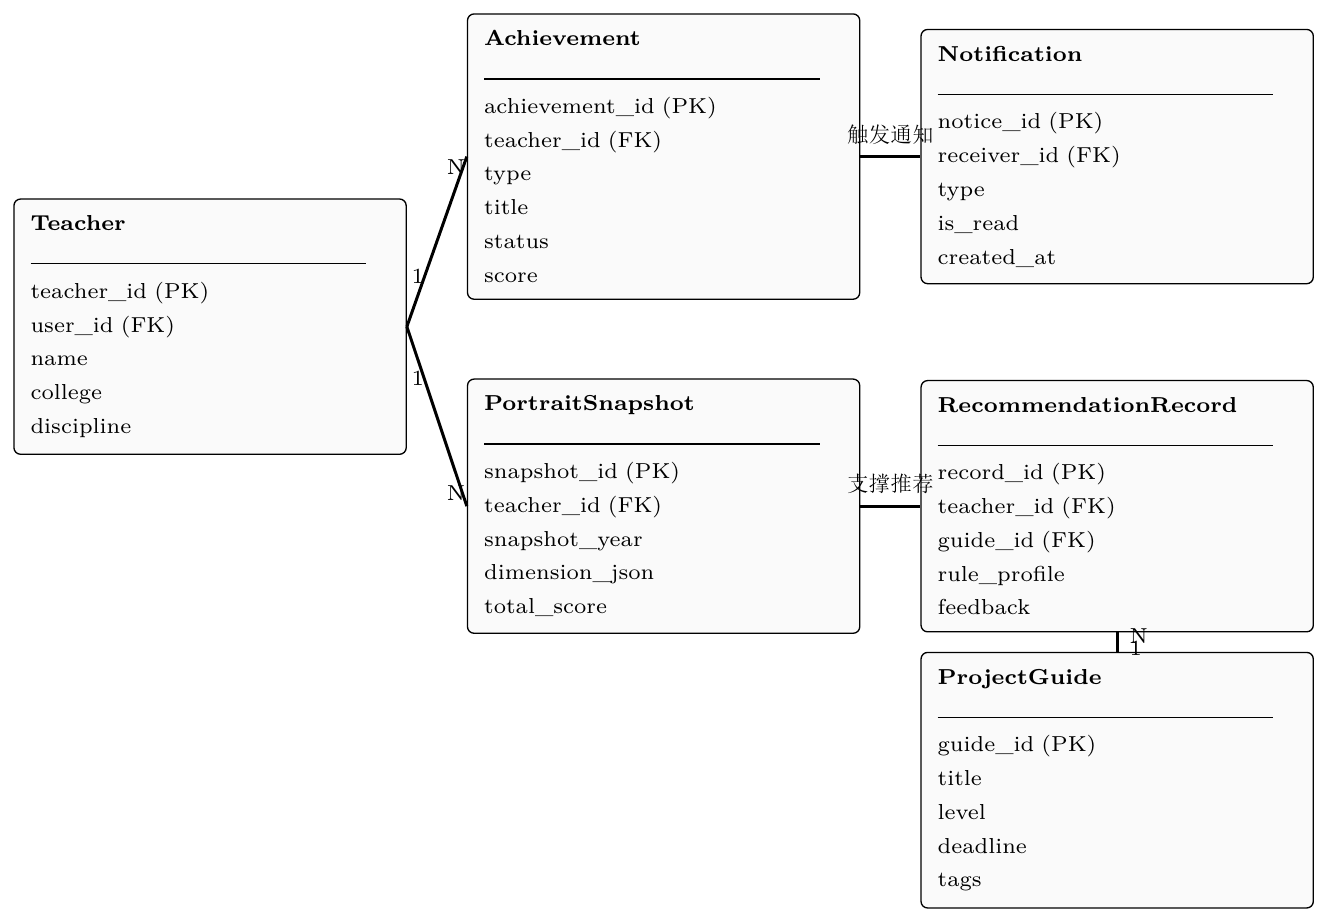 Teacher
teacher_id (PK)
user_id (FK)
name
college
discipline
1
N
1
N
Achievement
achievement_id (PK)
teacher_id (FK)
type
title
status
score
触发通知
Notification
notice_id (PK)
receiver_id (FK)
type
is_read
created_at
PortraitSnapshot
snapshot_id (PK)
teacher_id (FK)
snapshot_year
dimension_json
total_score
支撑推荐
RecommendationRecord
record_id (PK)
teacher_id (FK)
guide_id (FK)
rule_profile
feedback
N
1
ProjectGuide
guide_id (PK)
title
level
deadline
tags